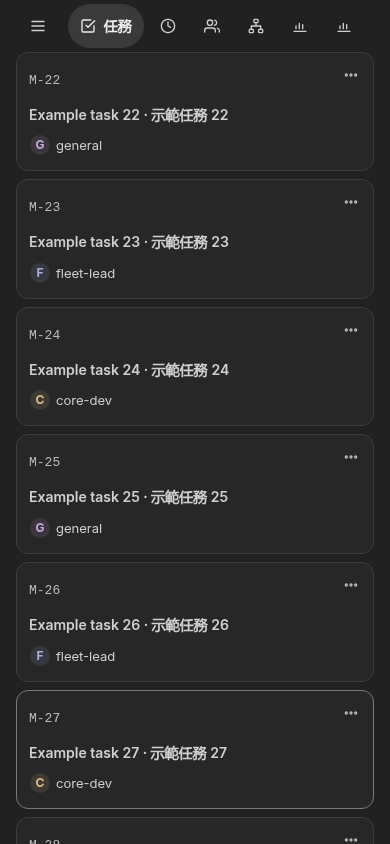 任務
M-22
Example task 22 · 示範任務 22
G general
M-23
Example task 23 · 示範任務 23
F fleet-lead
M-24
Example task 24 · 示範任務 24
C core-dev
M-25
Example task 25 · 示範任務 25
G general
M-26
Example task 26 · 示範任務 26
F fleet-lead
M-27
Example task 27 · 示範任務 27
C core-dev
M-28